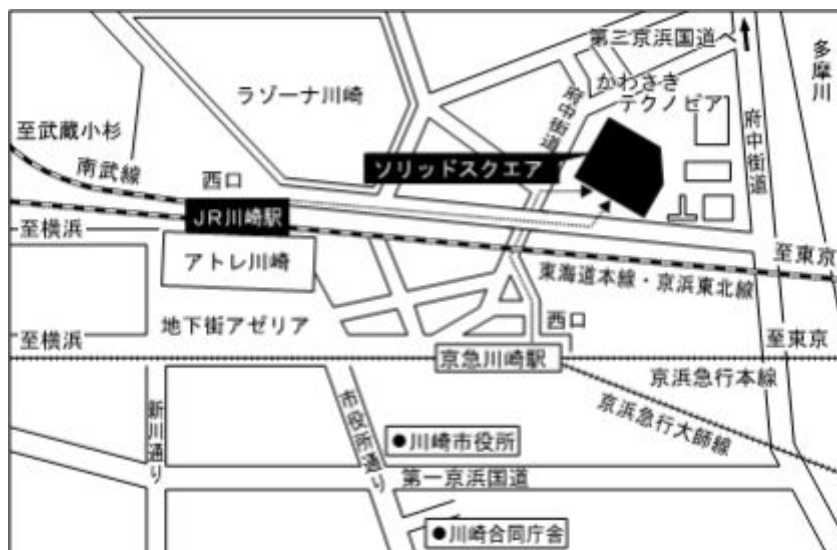 第三京浜国道へ
多摩川
かわさき
テクノピア
府中街道
府中街道
ラゾーナ川崎
至武蔵小杉
南武線
西口
ソリッドスクエア
JR川崎駅
至横浜
アトレ川崎
至東京
東海道本線・京浜東北線
地下街アゼリア
西口
至横浜
至東京
京急川崎駅
京浜急行本線
京浜急行大師線
新川通り
市役所通り
●川崎市役所
第一京浜国道
●川崎合同庁舎